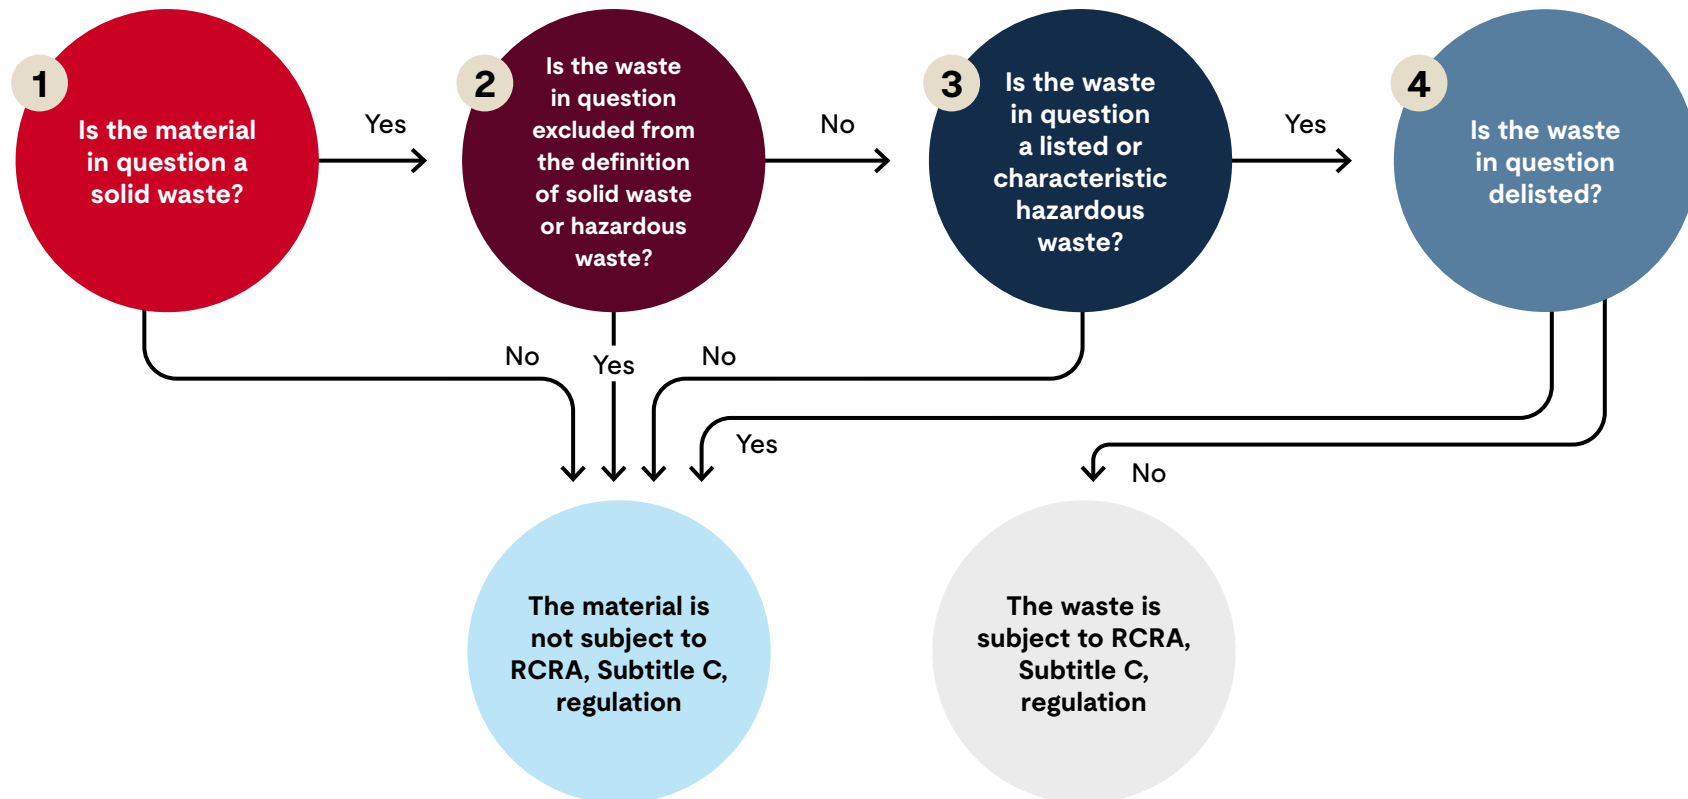 1
Is the material
in question a
solid waste?
Yes
2
Is the waste
in question
excluded from
the definition
of solid waste
or hazardous
waste?
No
3
Is the waste
in question
a listed or
characteristic
hazardous
waste?
Yes
4
Is the waste
in question
delisted?
No
Yes
No
Yes
No
The material is
not subject to
RCRA, Subtitle C,
regulation
The waste is
subject to RCRA,
Subtitle C,
regulation